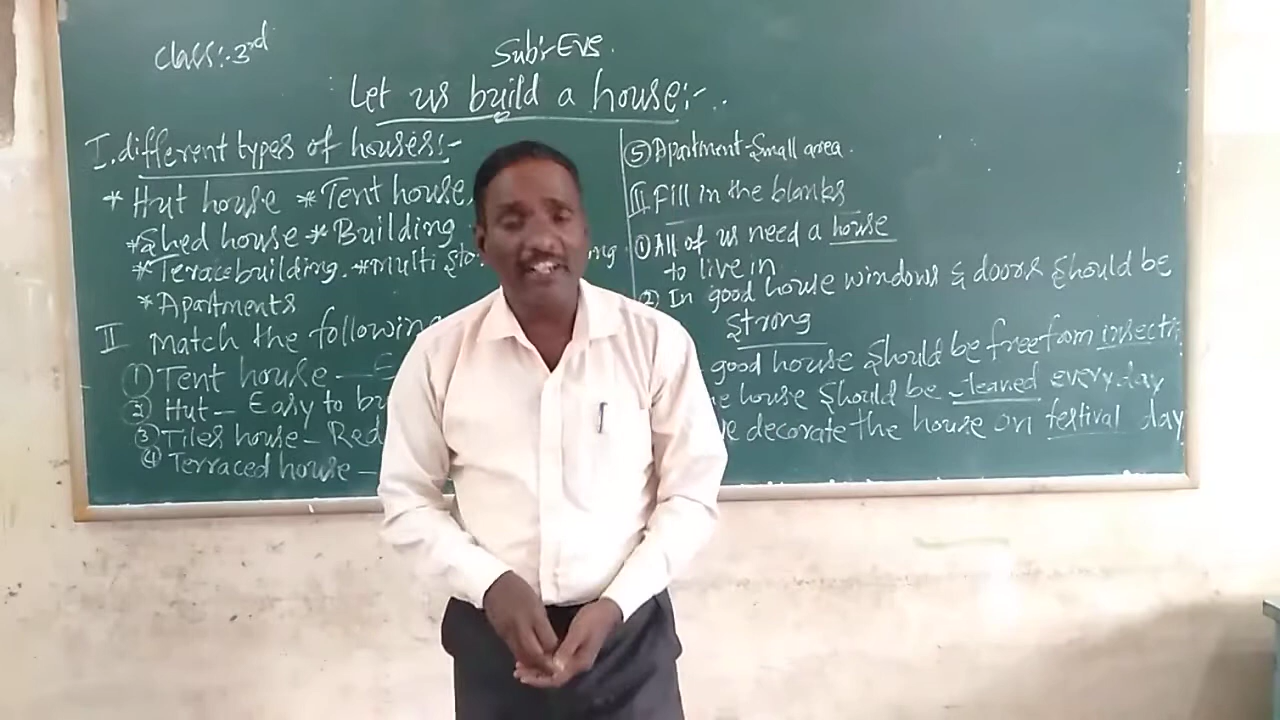 Class:-3rd
Sub:-Evs.
Let us build a house:-
I. different types of houses:-
* Hut house * Tent house
* Shed house * Building
* Terace building. * Multi
* Apartments
II Match the following
① Tent house —
② Hut — Easy to
③ Tiles house — Red
④ Terraced house —
⑤ Apartment - Small area.
III Fill in the blanks
① All of us need a house
to live in
② In good house windows & doors should be
strong
good house should be free from
house should be cleaned every day
decorate the house on festival day